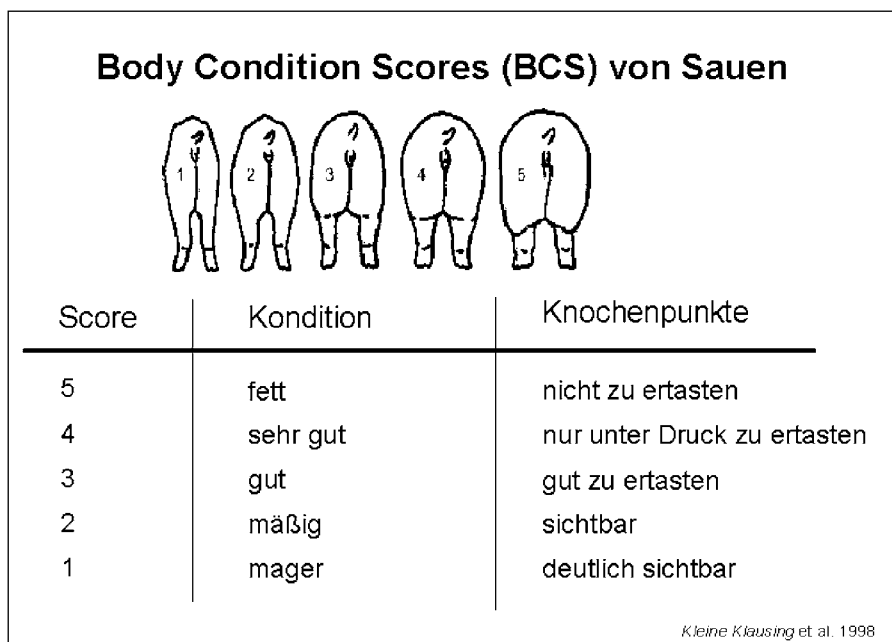 Body Condition Scores (BCS) von Sauen
1 2 3 4 5
Score Kondition Knochenpunkte
5 fett nicht zu ertasten
4 sehr gut nur unter Druck zu ertasten
3 gut gut zu ertasten
2 mäßig sichtbar
1 mager deutlich sichtbar
Kleine Klausing et al. 1998